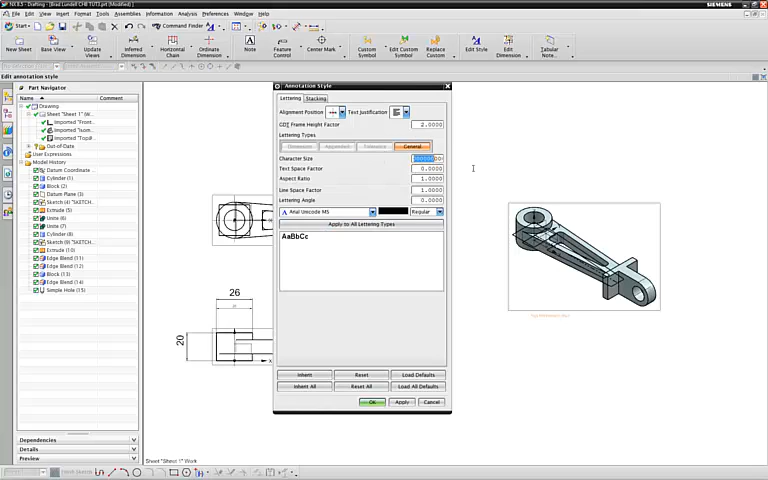 NX 8.5 - Drafting - [Brad Lundell CH8 TUT3.prt (Modified) ]
SIEMENS
File Edit View Insert Format Tools Assemblies Information Analysis Preferences Window Help
Start
Command Finder
New Sheet
Base View
Update Views
Inferred Dimension
Horizontal Chain
Ordinate Dimension
Note
Feature Control
Center Mark
Custom Symbol
Edit Custom Symbol
Replace Custom
Edit Style
Edit Dimension
Tabular Note...
Edit annotation style
Part Navigator
Name
Comment
Drawing
Sheet "Sheet 1" (W...
Imported "Front...
Imported "Isom...
Imported "Top@...
Out-of-Date
User Expressions
Model History
Datum Coordinate ...
Cylinder (1)
Block (2)
Datum Plane (3)
Sketch (4) "SKETCH...
Extrude (5)
Unite (6)
Unite (7)
Cylinder (8)
Sketch (9) "SKETCH...
Extrude (10)
Edge Blend (11)
Edge Blend (12)
Block (13)
Edge Blend (14)
Simple Hole (15)
Dependencies
Details
Preview
Annotation Style
Lettering
Stacking
Alignment Position
Text Justification
GDT Frame Height Factor
2.0000
Lettering Types
Dimension
Appended
Tolerance
General
Character Size
Text Space Factor
0.0000
Aspect Ratio
1.0000
Line Space Factor
1.0000
Lettering Angle
0.0000
Arial Unicode MS
Regular
Apply to All Lettering Types
AaBbCc
Inherit
Reset
Load Defaults
Inherit All
Reset All
Load All Defaults
OK
Apply
Cancel
26
20
Sheet "Sheet 1" Work
Finish Sketch